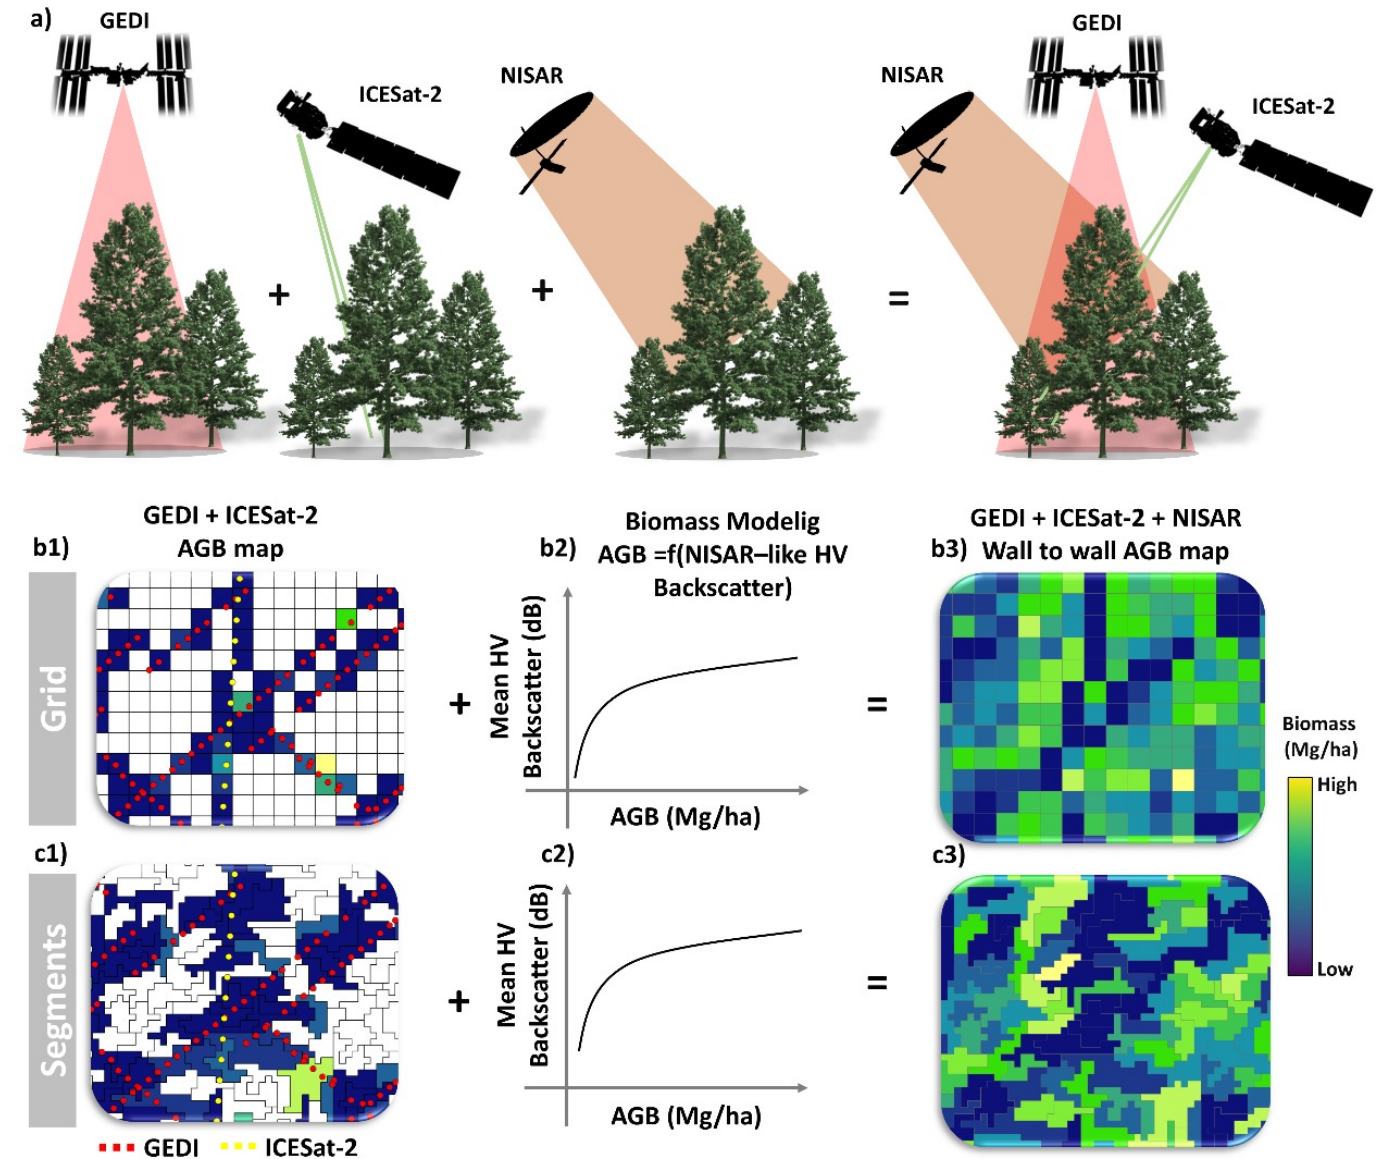 a)
GEDI
ICESat-2
NISAR
NISAR
GEDI
ICESat-2
+
+
=
GEDI + ICESat-2
AGB map
b1)
Biomass Modelig
AGB =f(NISAR–like HV
Backscatter)
b2)
GEDI + ICESat-2 + NISAR
Wall to wall AGB map
b3)
Grid
+
Mean HV
Backscatter (dB)
AGB (Mg/ha)
=
Biomass
(Mg/ha)
High
Low
c1)
c2)
c3)
Segments
+
Mean HV
Backscatter (dB)
AGB (Mg/ha)
=
GEDI
ICESat-2